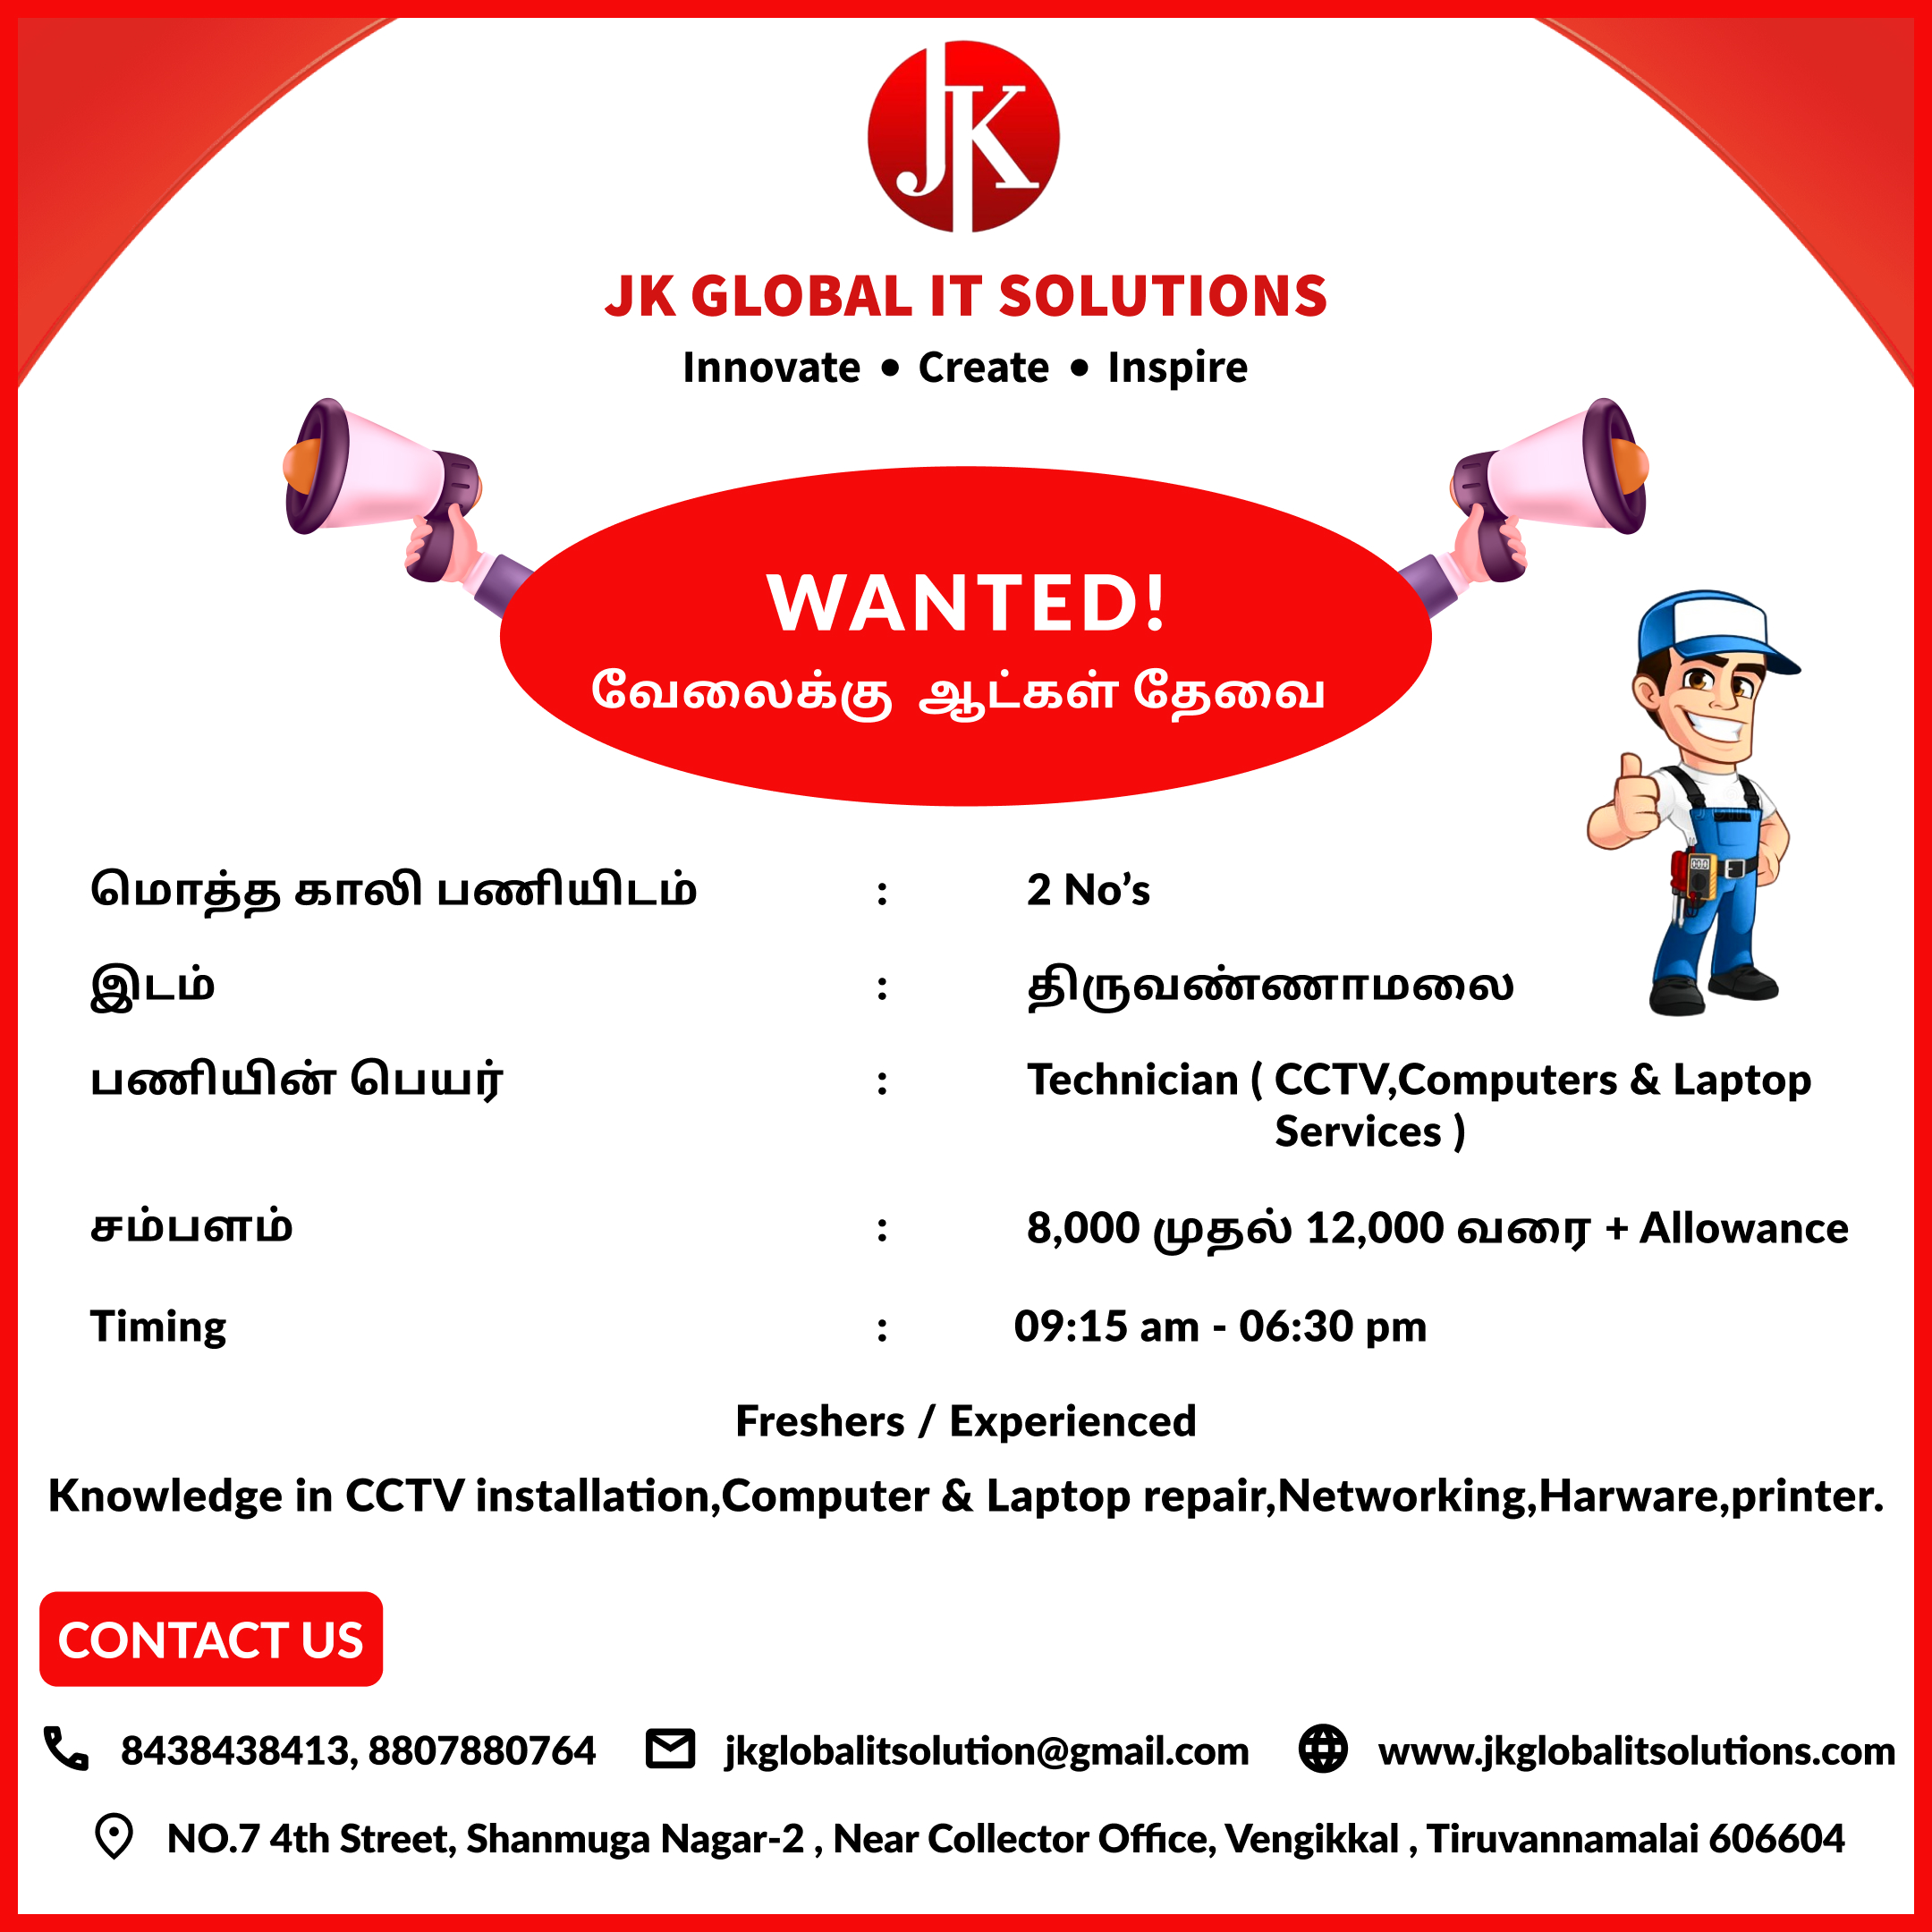 JK
JK GLOBAL IT SOLUTIONS
Innovate • Create • Inspire
WANTED!
வேலைக்கு ஆட்கள் தேவை
மொத்த காலி பணியிடம் : 2 No's
இடம் : திருவண்ணாமலை
பணியின் பெயர் : Technician ( CCTV,Computers & Laptop
Services )
சம்பளம் : 8,000 முதல் 12,000 வரை + Allowance
Timing : 09:15 am - 06:30 pm
Freshers / Experienced
Knowledge in CCTV installation,Computer & Laptop repair,Networking,Harware,printer.
CONTACT US
8438438413, 8807880764 jkglobalitsolution@gmail.com www.jkglobalitsolutions.com
NO.7 4th Street, Shanmuga Nagar-2 , Near Collector Office, Vengikkal , Tiruvannamalai 606604